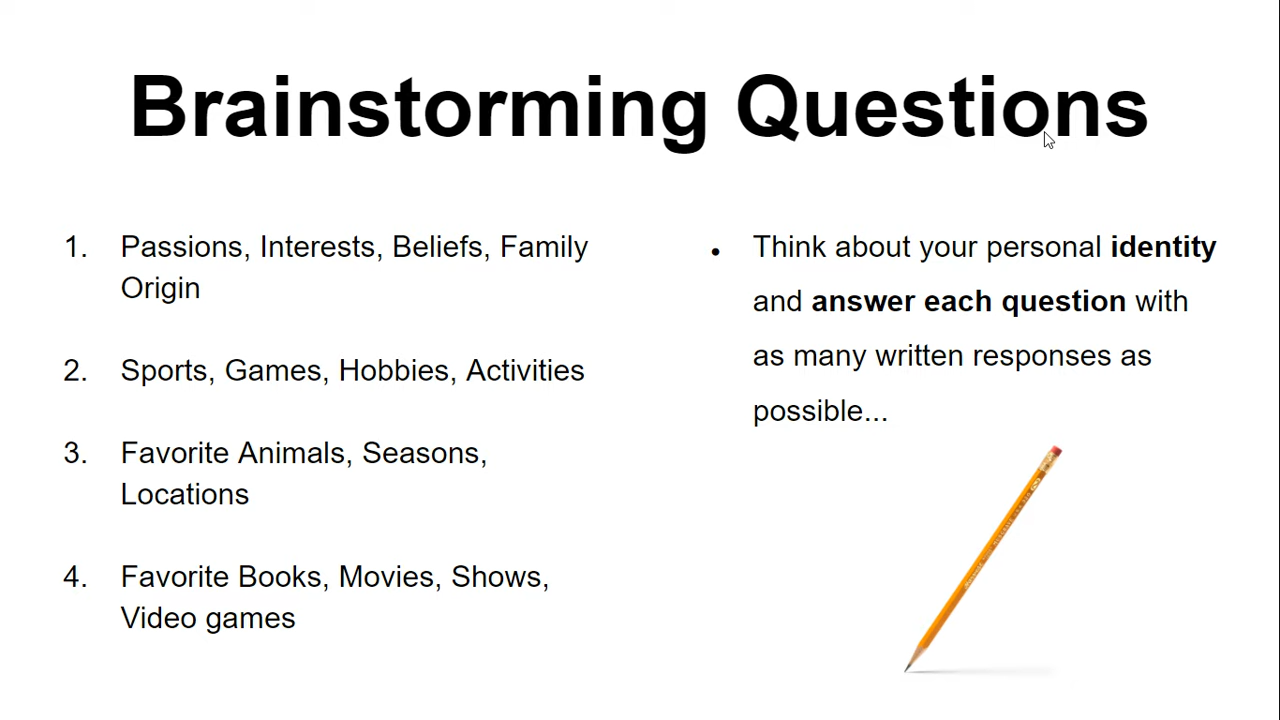 Brainstorming Questions
1. Passions, Interests, Beliefs, Family
Origin
2. Sports, Games, Hobbies, Activities
3. Favorite Animals, Seasons,
Locations
4. Favorite Books, Movies, Shows,
Video games
• Think about your personal identity
and answer each question with
as many written responses as
possible...